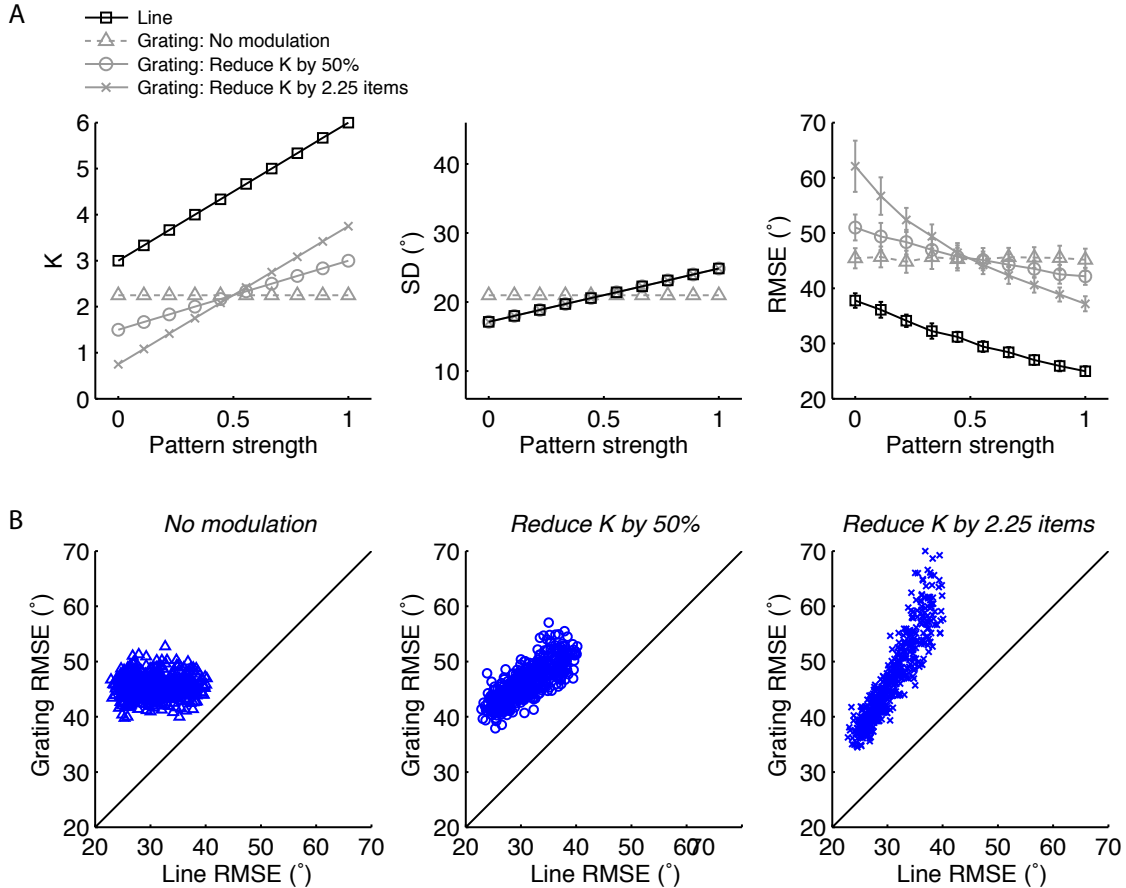 A
Line
Grating: No modulation
Grating: Reduce K by 50%
Grating: Reduce K by 2.25 items
6
5
4
3
2
1
0
K
0 0.5 1
Pattern strength
40
30
20
10
SD (°)
0 0.5 1
Pattern strength
70
60
50
40
30
20
RMSE (°)
0 0.5 1
Pattern strength
B
No modulation
70
60
50
40
30
20
Grating RMSE (°)
20 30 40 50 60 70
Line RMSE (°)
Reduce K by 50%
70
60
50
40
30
20
Grating RMSE (°)
20 30 40 50 60 70
Line RMSE (°)
Reduce K by 2.25 items
70
60
50
40
30
20
Grating RMSE (°)
20 30 40 50 60 70
Line RMSE (°)